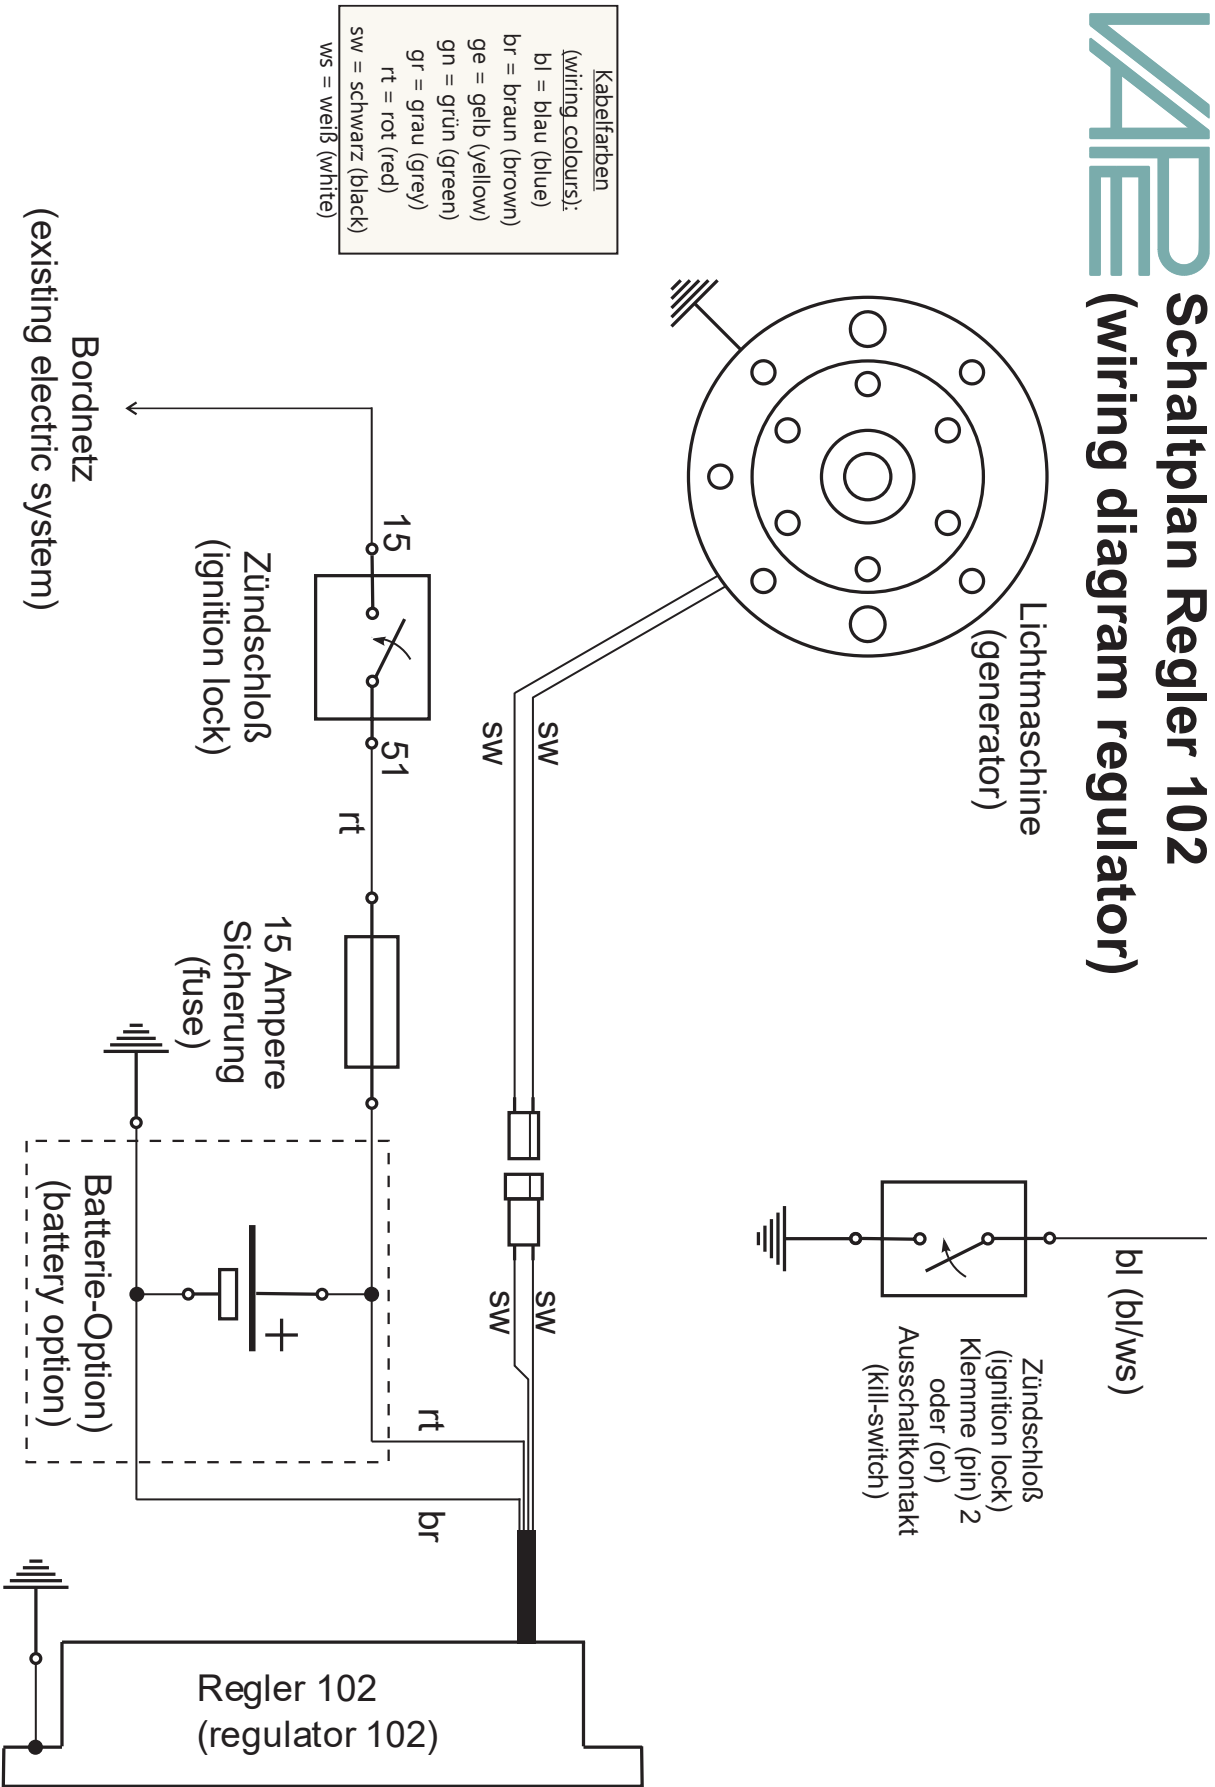 VAPE
Schaltplan Regler 102
(wiring diagram regulator)
Kabelfarben
(wiring colours):
bl = blau (blue)
br = braun (brown)
ge = gelb (yellow)
gn = grün (green)
gr = grau (grey)
rt = rot (red)
sw = schwarz (black)
ws = weiß (white)
Lichtmaschine
(generator)
sw
sw
sw
sw
bl (bl/ws)
Zündschloß
(ignition lock)
Klemme (pin) 2
oder (or)
Ausschaltkontakt
(kill-switch)
Bordnetz
(existing electric system)
15
51
Zündschloß
(ignition lock)
rt
15 Ampere
Sicherung
(fuse)
+
Batterie-Option)
(battery option)
rt
br
Regler 102
(regulator 102)